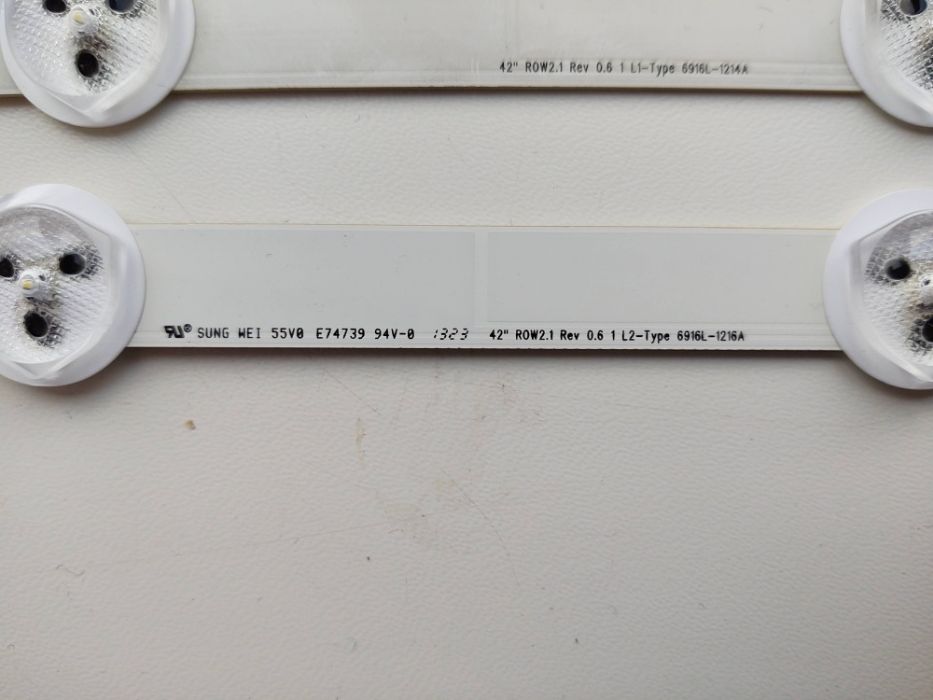 42" ROW2.1 Rev 0.6 1 L1-Type 6916L-1214A
SUNG WEI 55V0 E74739 94V-0 1323 42" ROW2.1 Rev 0.6 1 L2-Type 6916L-1216A